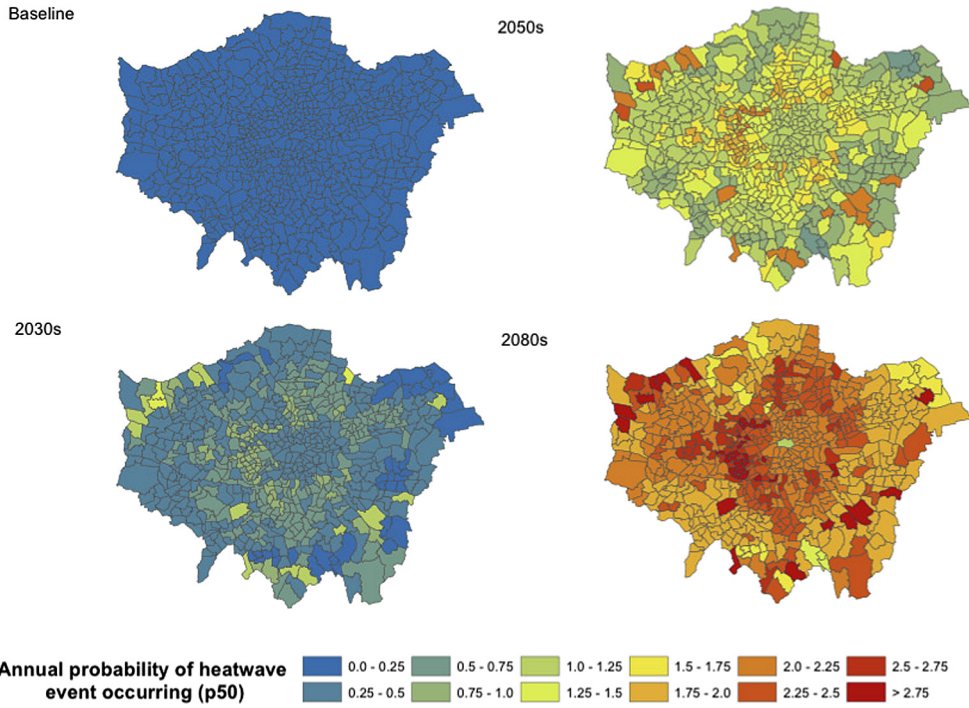 Baseline
2050s
2030s
2080s
Annual probability of heatwave
event occurring (p50)
0.0 - 0.25
0.5 - 0.75
1.0 - 1.25
1.5 - 1.75
2.0 - 2.25
2.5 - 2.75
0.25 - 0.5
0.75 - 1.0
1.25 - 1.5
1.75 - 2.0
2.25 - 2.5
> 2.75